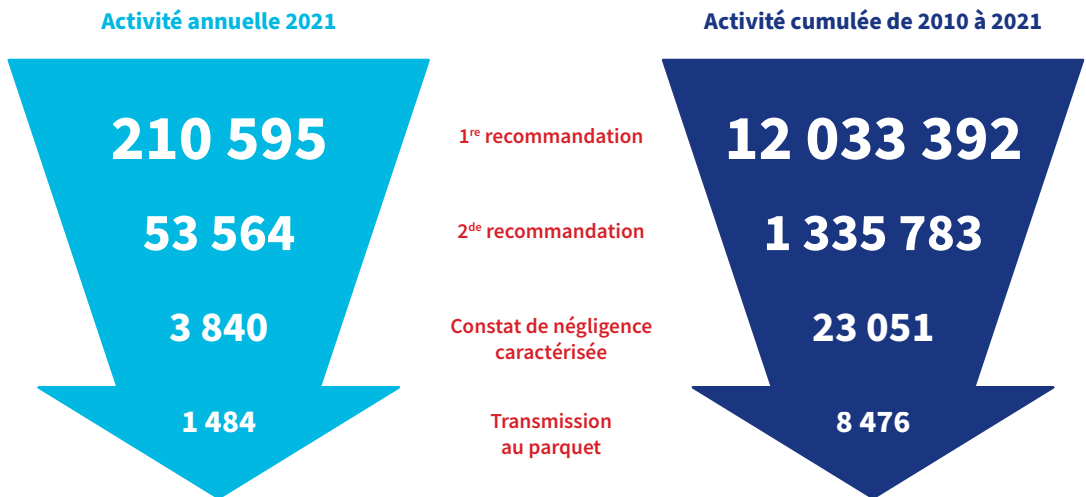 Activité annuelle 2021
Activité cumulée de 2010 à 2021
210 595
1re recommandation
12 033 392
53 564
2de recommandation
1 335 783
3 840
Constat de négligence
caractérisée
23 051
1 484
Transmission
au parquet
8 476